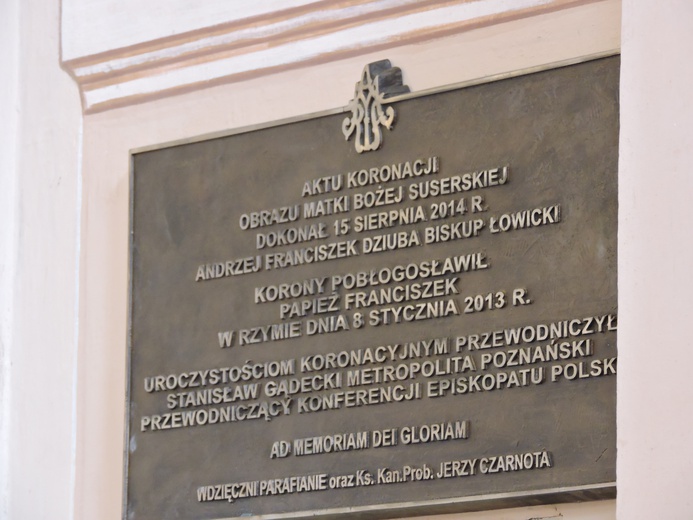 AKTU KORONACJI
OBRAZU MATKI BOŻEJ SUSERSKIEJ
DOKONAŁ 15 SIERPNIA 2014 R.
ANDRZEJ FRANCISZEK DZIUBA BISKUP ŁOWICKI
KORONY POBŁOGOSŁAWIŁ
PAPIEŻ FRANCISZEK
W RZYMIE DNIA 8 STYCZNIA 2013 R.
UROCZYSTOŚCIOM KORONACYJNYM PRZEWODNICZYŁ
STANISŁAW GĄDECKI METROPOLITA POZNAŃSKI
PRZEWODNICZĄCY KONFERENCJI EPISKOPATU POLSK
AD MEMORIAM DEI GLORIAM
WDZIĘCZNI PARAFIANIE oraz Ks. Kan.Prob. JERZY CZARNOTA